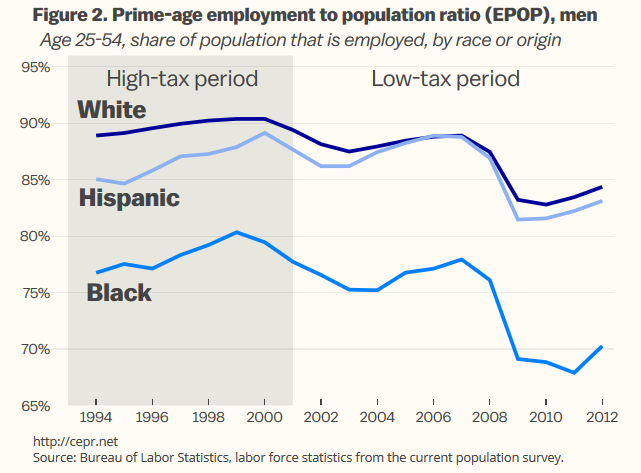 Figure 2. Prime-age employment to population ratio (EPOP), men
Age 25-54, share of population that is employed, by race or origin
95%
High-tax period
Low-tax period
White
90%
85%
Hispanic
80%
Black
75%
70%
65%
1994 1996 1998 2000 2002 2004 2006 2008 2010 2012
http://cepr.net
Source: Bureau of Labor Statistics, labor force statistics from the current population survey.